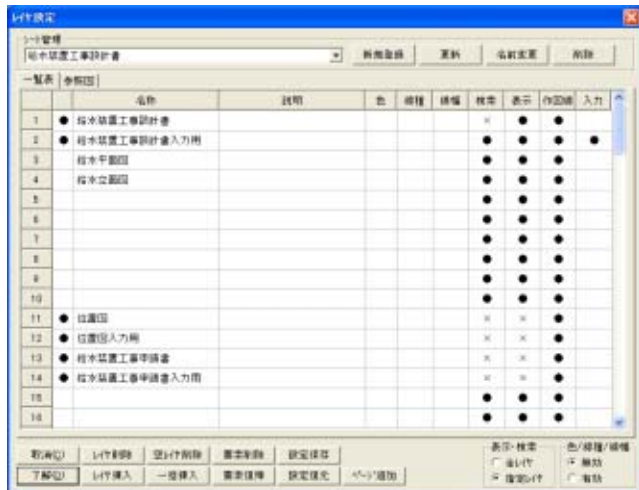 レイヤ設定
シート管理
給水装置工事設計書
新規登録 更新 名前変更 削除
一覧表 参照図
名称 説明 色 線種 線幅 検索 表示 作図線 入力
1 ● 給水装置工事設計書 × ● ●
2 ● 給水装置工事設計書入力用 ● ● ● ●
3 給水平面図 ● ● ●
4 給水立面図 ● ● ●
5 ● ● ●
6 ● ● ●
7 ● ● ●
8 ● ● ●
9 ● ● ●
10 ● ● ●
11 ● 位置図 × × ●
12 ● 位置図入力用 × × ●
13 ● 給水装置工事申請書 × × ●
14 ● 給水装置工事申請書入力用 × × ●
15 ● ● ●
16 ● ● ●
取消(C) レイヤ削除 空レイヤ削除 要素削除 設定保存
了解(O) レイヤ挿入 一括挿入 要素復帰 設定復元 ページ追加
表示・検索
全レイヤ
指定レイヤ
色/線種/線幅
無効
有効